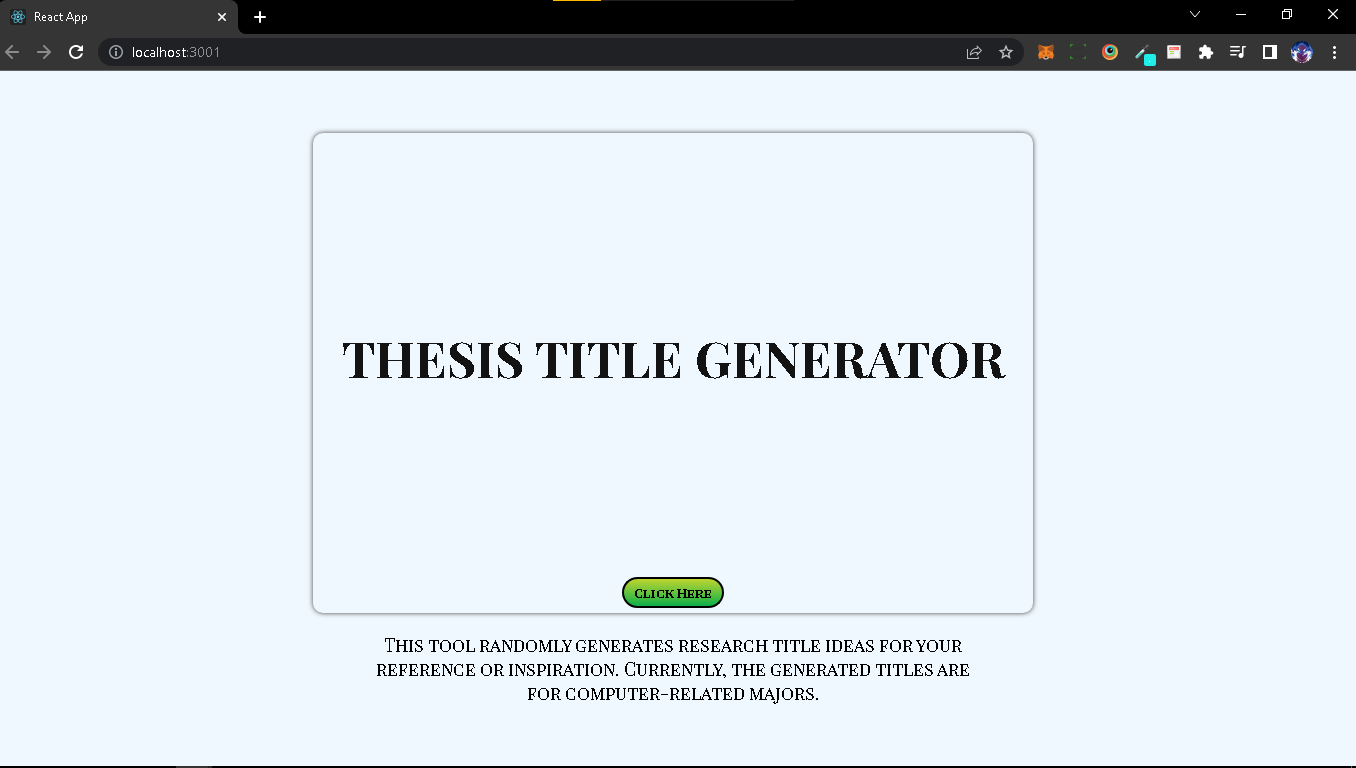 React App
localhost:3001
THESIS TITLE GENERATOR
Click Here
This tool randomly generates research title ideas for your
reference or inspiration. Currently, the generated titles are
for computer-related majors.